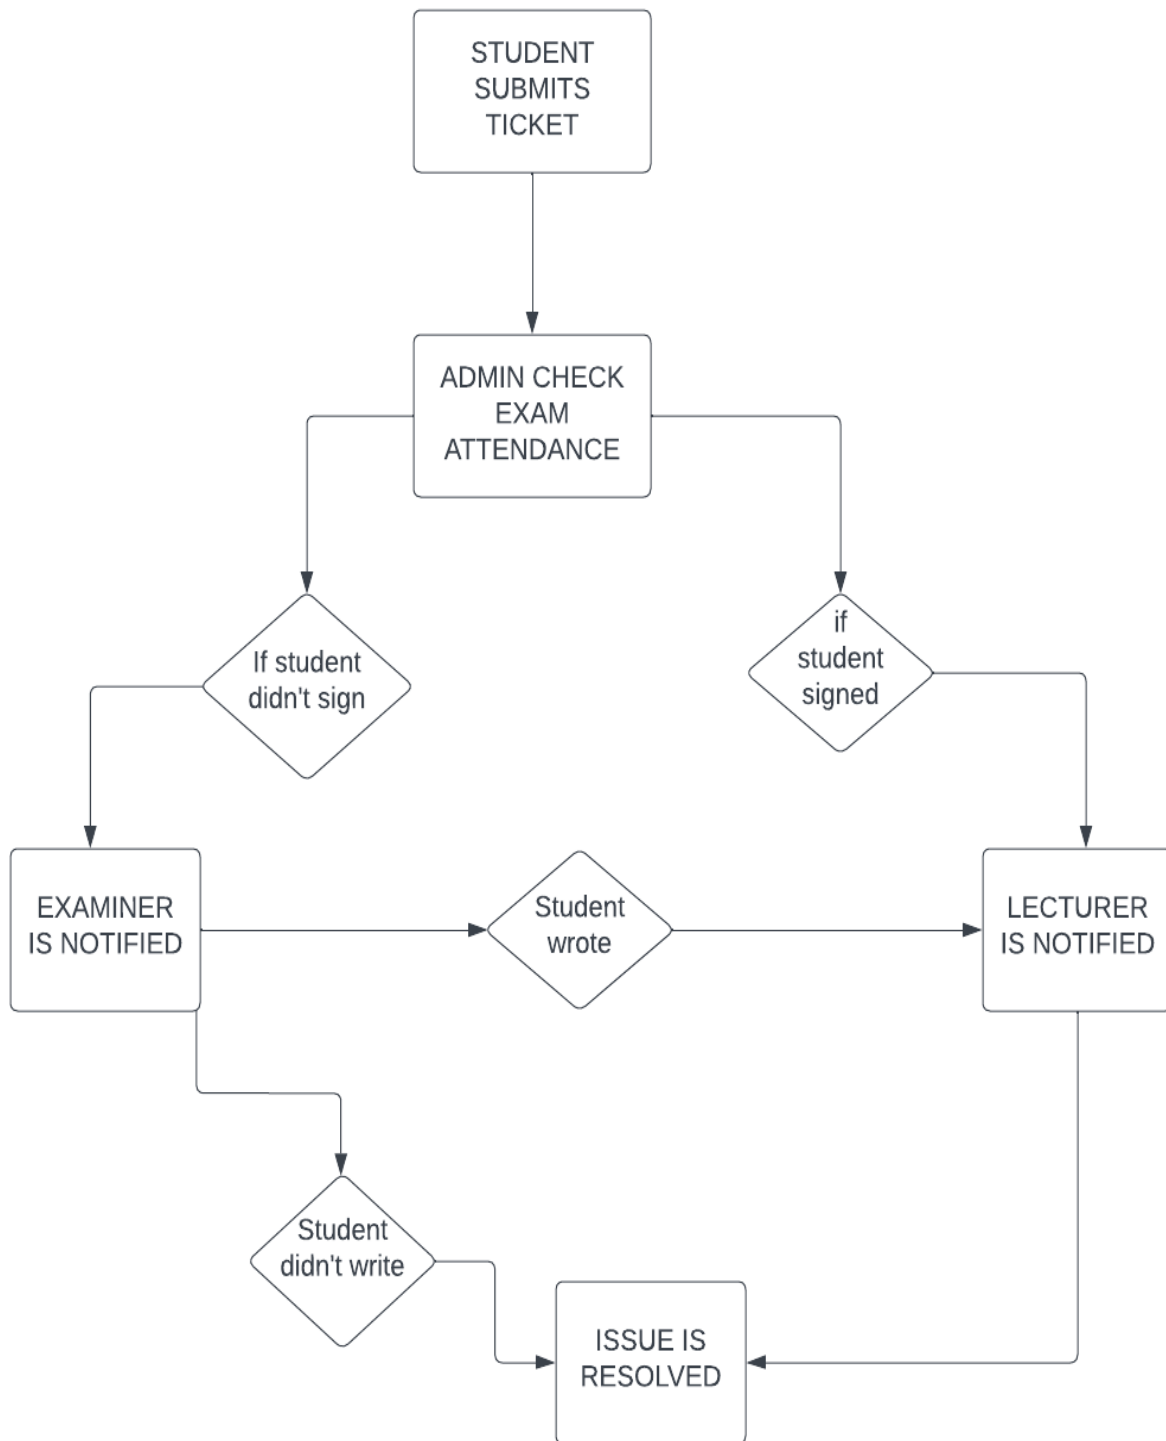 STUDENT
SUBMITS
TICKET
ADMIN CHECK
EXAM
ATTENDANCE
If student
didn't sign
if
student
signed
EXAMINER
IS NOTIFIED
Student
wrote
LECTURER
IS NOTIFIED
Student
didn't write
ISSUE IS
RESOLVED